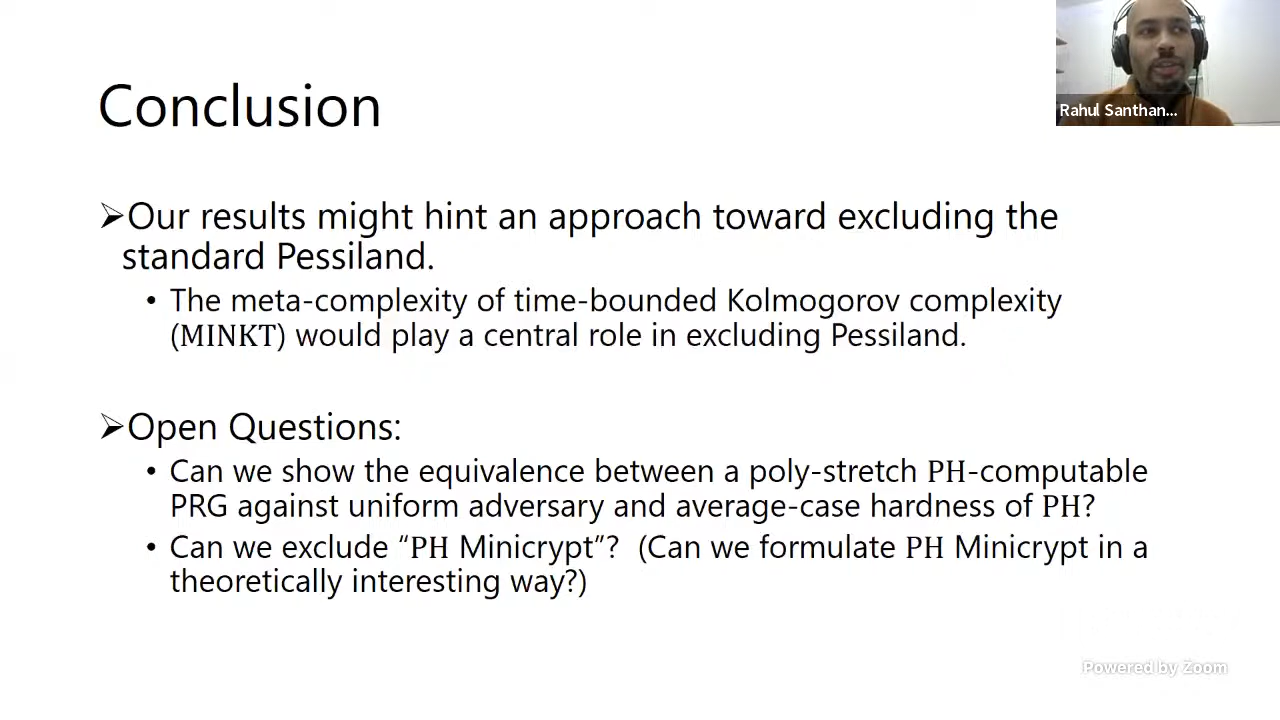 Conclusion
Rahul Santhan...
➢Our results might hint an approach toward excluding the
standard Pessiland.
• The meta-complexity of time-bounded Kolmogorov complexity
(MINKT) would play a central role in excluding Pessiland.
➢Open Questions:
• Can we show the equivalence between a poly-stretch PH-computable
PRG against uniform adversary and average-case hardness of PH?
• Can we exclude “PH Minicrypt”? (Can we formulate PH Minicrypt in a
theoretically interesting way?)
Powered by Zoom